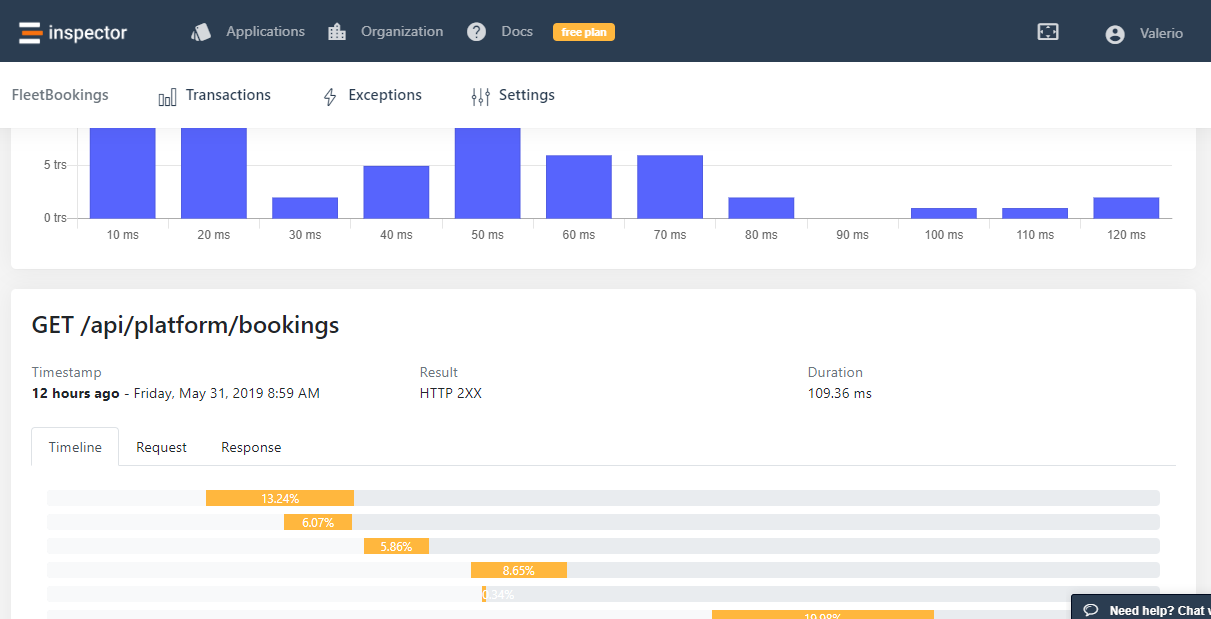 inspector Applications Organization ? Docs free plan Valerio
FleetBookings Transactions Exceptions Settings
5 trs
0 trs
10 ms 20 ms 30 ms 40 ms 50 ms 60 ms 70 ms 80 ms 90 ms 100 ms 110 ms 120 ms
GET /api/platform/bookings
Timestamp Result Duration
12 hours ago - Friday, May 31, 2019 8:59 AM HTTP 2XX 109.36 ms
Timeline Request Response
13.24%
6.07%
5.86%
8.65%
0.34%
Need help? Chat